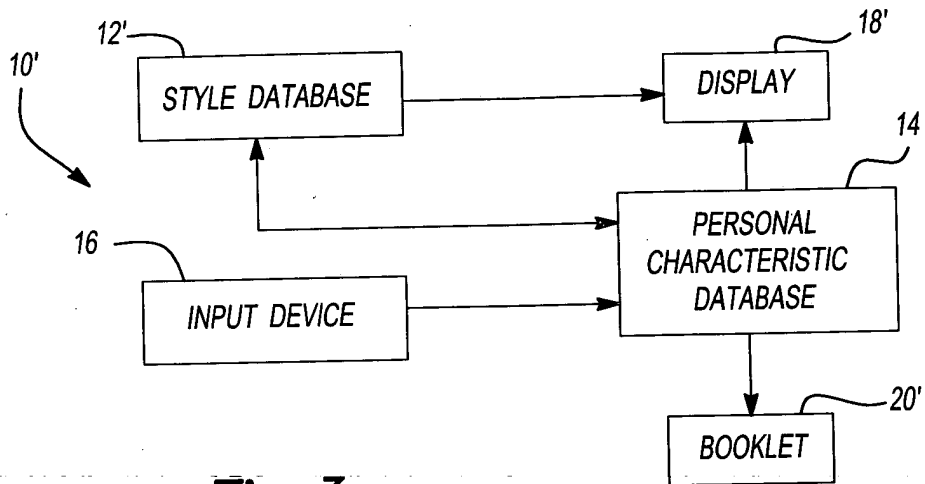 12'
18'
10'
STYLE DATABASE
DISPLAY
14
16
PERSONAL
CHARACTERISTIC
DATABASE
INPUT DEVICE
20'
BOOKLET